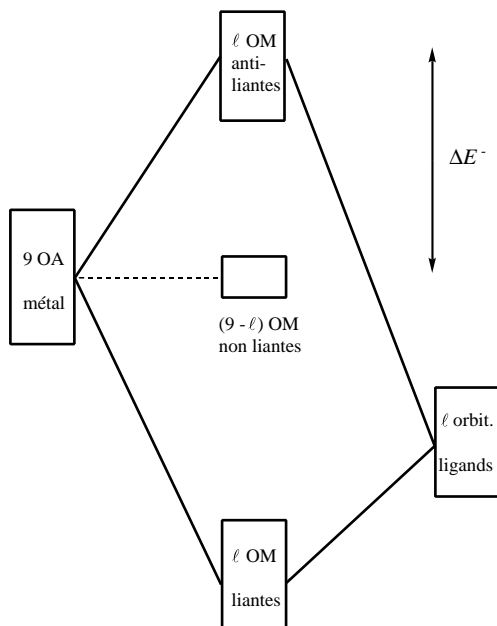 ℓ OM
anti-
liantes
ΔE -
9 OA
métal
(9 - ℓ) OM
non liantes
ℓ orbit.
ligands
ℓ OM
liantes